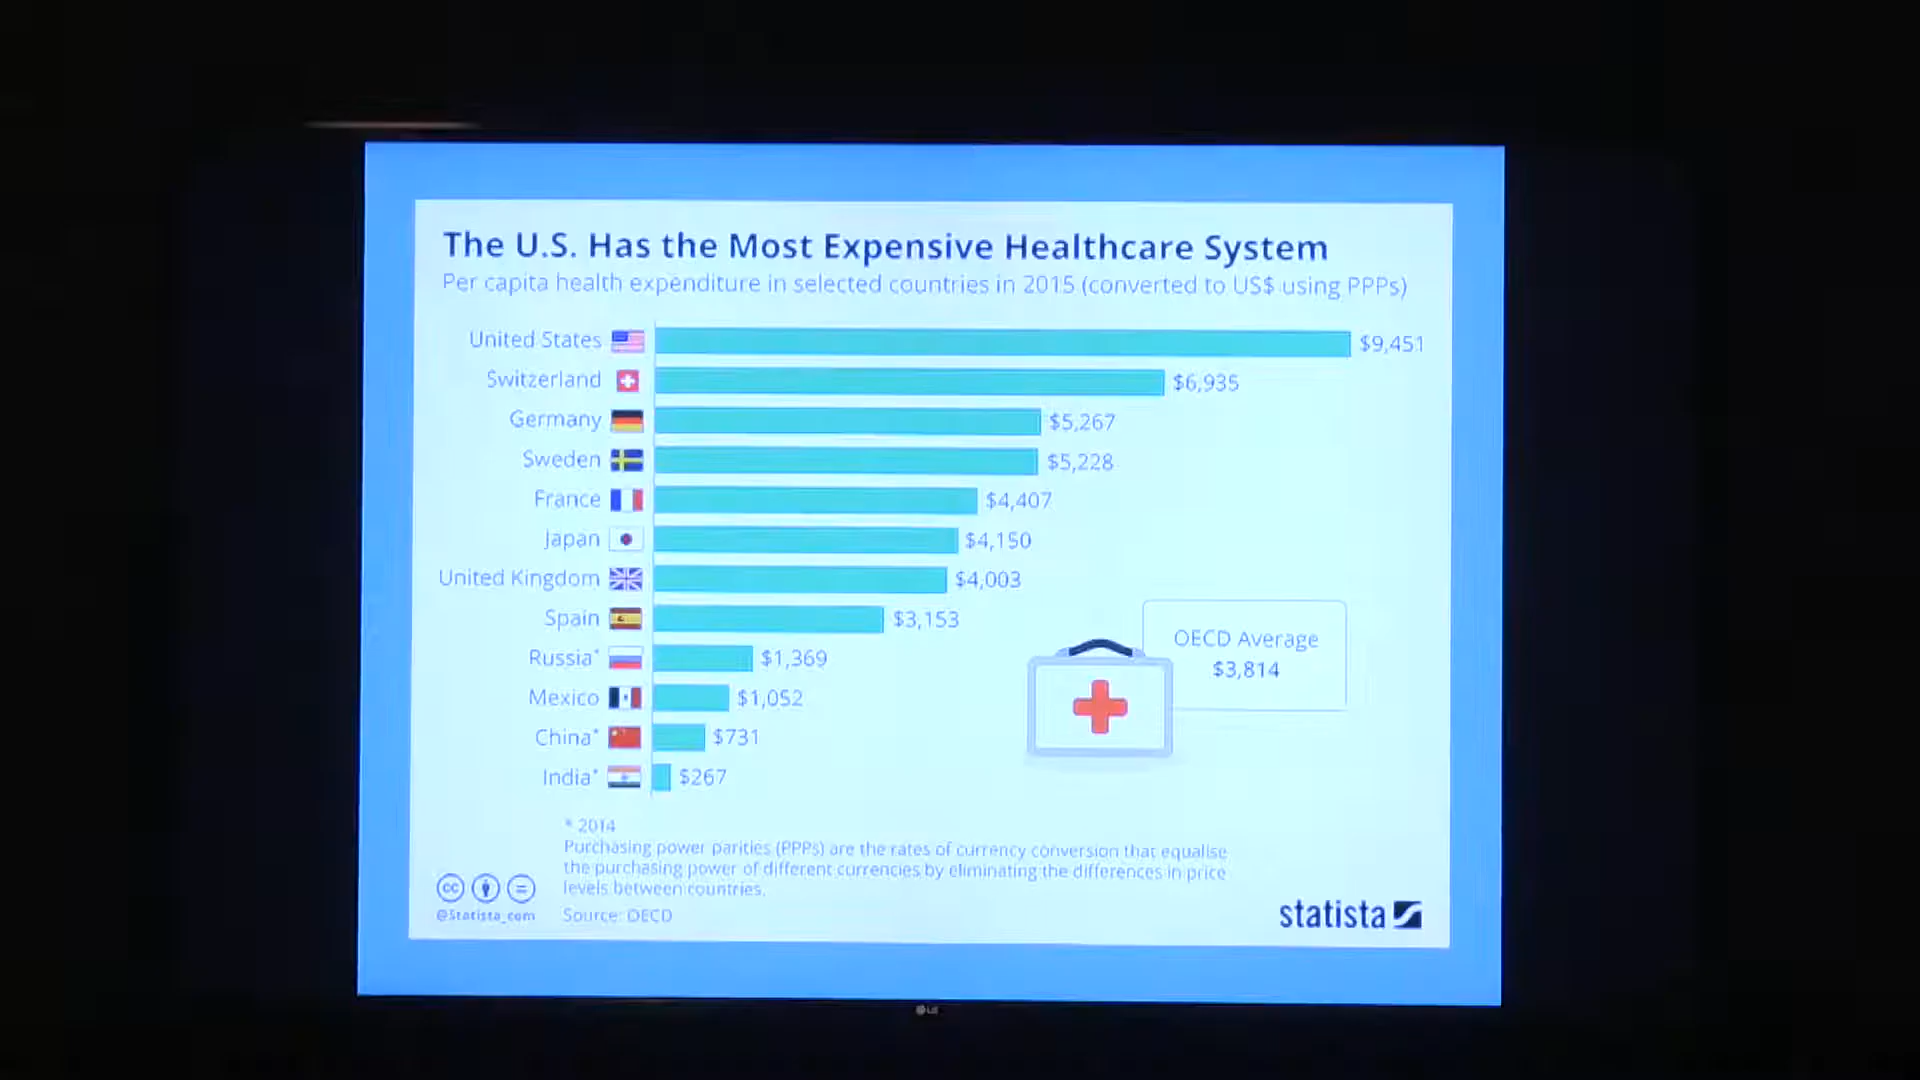 The U.S. Has the Most Expensive Healthcare System
Per capita health expenditure in selected countries in 2015 (converted to US$ using PPPs)
United States $9,451
Switzerland $6,935
Germany $5,267
Sweden $5,228
France $4,407
Japan $4,150
United Kingdom $4,003
Spain $3,153
Russia* $1,369
Mexico $1,052
China* $731
India* $267
OECD Average
$3,814
* 2014
Purchasing power parities (PPPs) are the rates of currency conversion that equalise
the purchasing power of different currencies by eliminating the differences in price
levels between countries.
cc
@Statista_com
Source: OECD
statista
LG